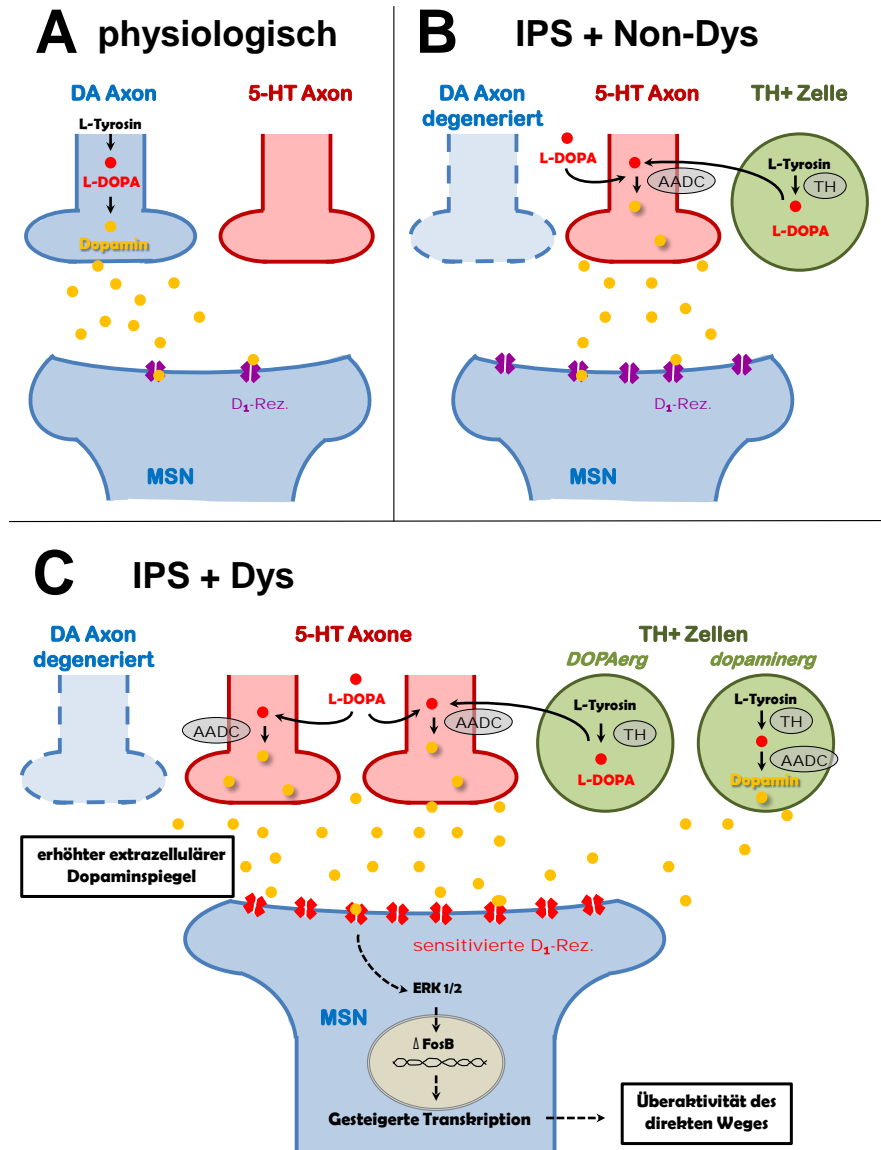 A physiologisch
DA Axon
5-HT Axon
L-Tyrosin
L-DOPA
Dopamin
D1-Rez.
MSN
B IPS + Non-Dys
DA Axon
degeneriert
5-HT Axon
TH+ Zelle
L-DOPA
AADC
L-Tyrosin
TH
L-DOPA
D1-Rez.
MSN
C IPS + Dys
DA Axon
degeneriert
5-HT Axone
TH+ Zellen
DOPAerg
dopaminerg
L-DOPA
AADC
AADC
L-Tyrosin
TH
L-DOPA
L-Tyrosin
TH
AADC
Dopamin
erhöhter extrazellulärer
Dopaminspiegel
sensitivierte D1-Rez.
ERK 1/2
MSN
Δ FosB
Gesteigerte Transkription
Überaktivität des
direkten Weges